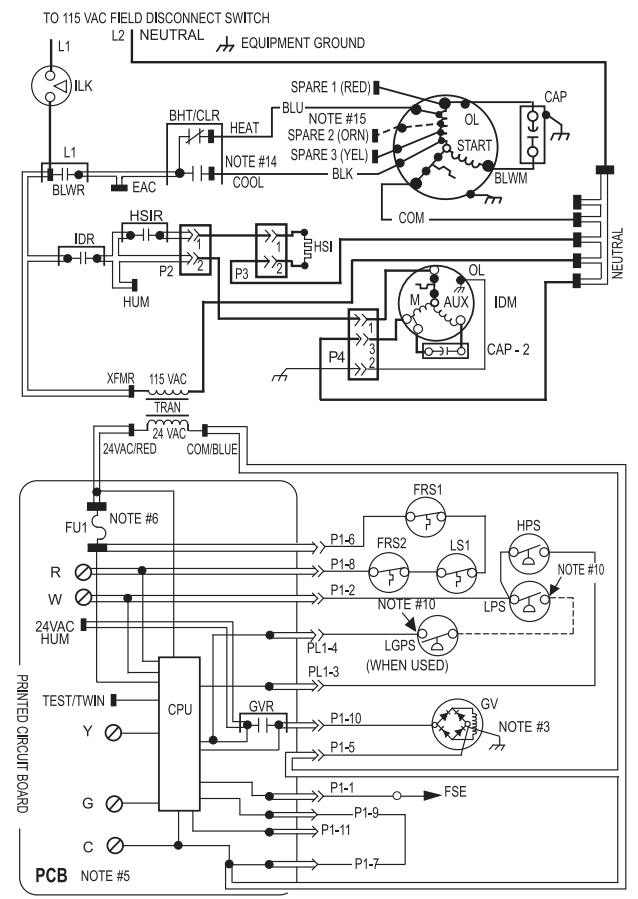 TO 115 VAC FIELD DISCONNECT SWITCH
L2 NEUTRAL
EQUIPMENT GROUND
L1
ILK
SPARE 1 (RED)
CAP
BHT/CLR
BLU
OL
NOTE #15
HEAT
SPARE 2 (ORN)
START
L1
NOTE #14
SPARE 3 (YEL)
COOL
BLK
BLWM
BLWR
EAC
COM
HSIR
IDR
1
1
HSI
P2
2
P3
2
NEUTRAL
HUM
OL
M
AUX
IDM
1
P4
3
CAP - 2
2
XFMR
115 VAC
TRAN
24 VAC
24VAC/RED
COM/BLUE
FRS1
NOTE #6
FU1
P1-6
HPS
FRS2
LS1
R
P1-8
NOTE #10
W
P1-2
NOTE #10
LPS
24VAC
HUM
PL1-4
LGPS
(WHEN USED)
PL1-3
PRINTED CIRCUIT BOARD
TEST/TWIN
CPU
GVR
GV
P1-10
NOTE #3
Y
P1-5
P1-1
FSE
G
P1-9
P1-11
C
P1-7
PCB NOTE #5